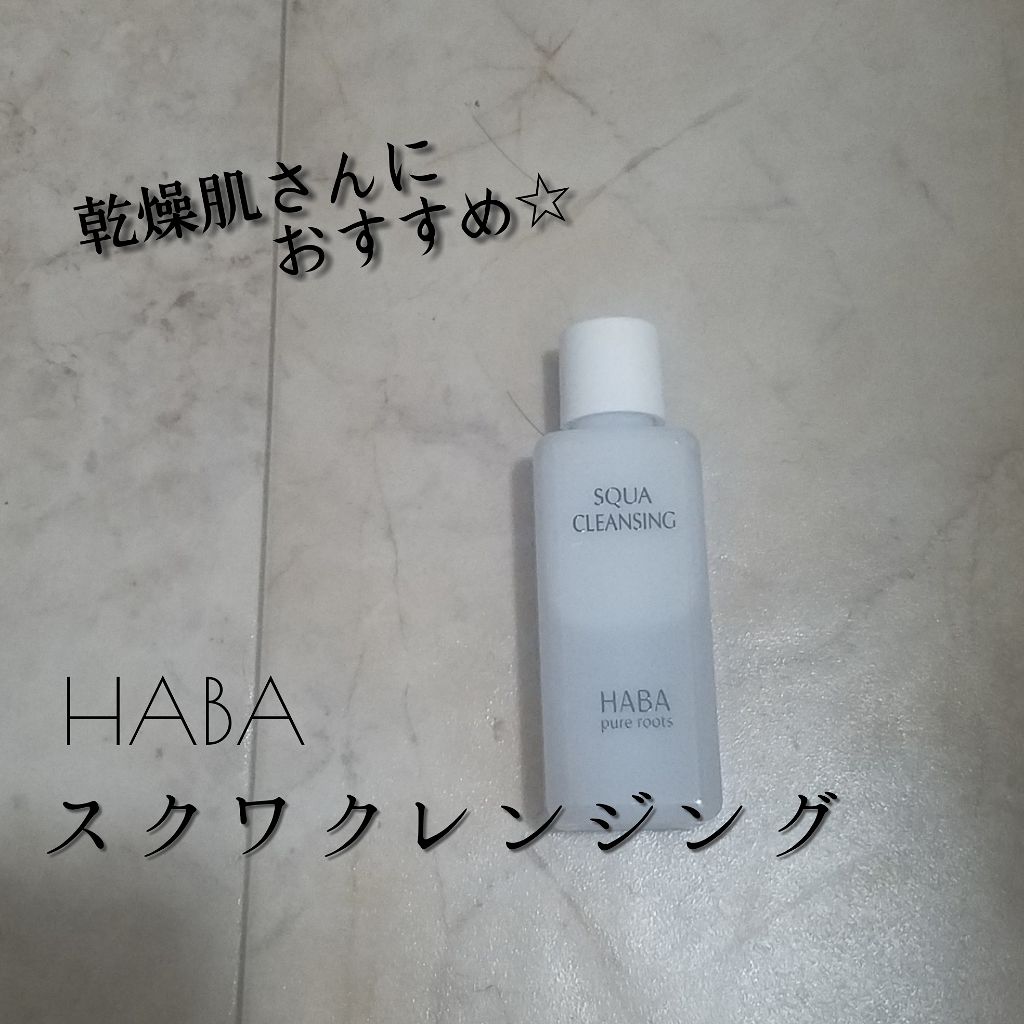 乾燥肌さんに
おすすめ☆
SQUA
CLEANSING
HABA
pure roots
HABA
スクワクレンジング